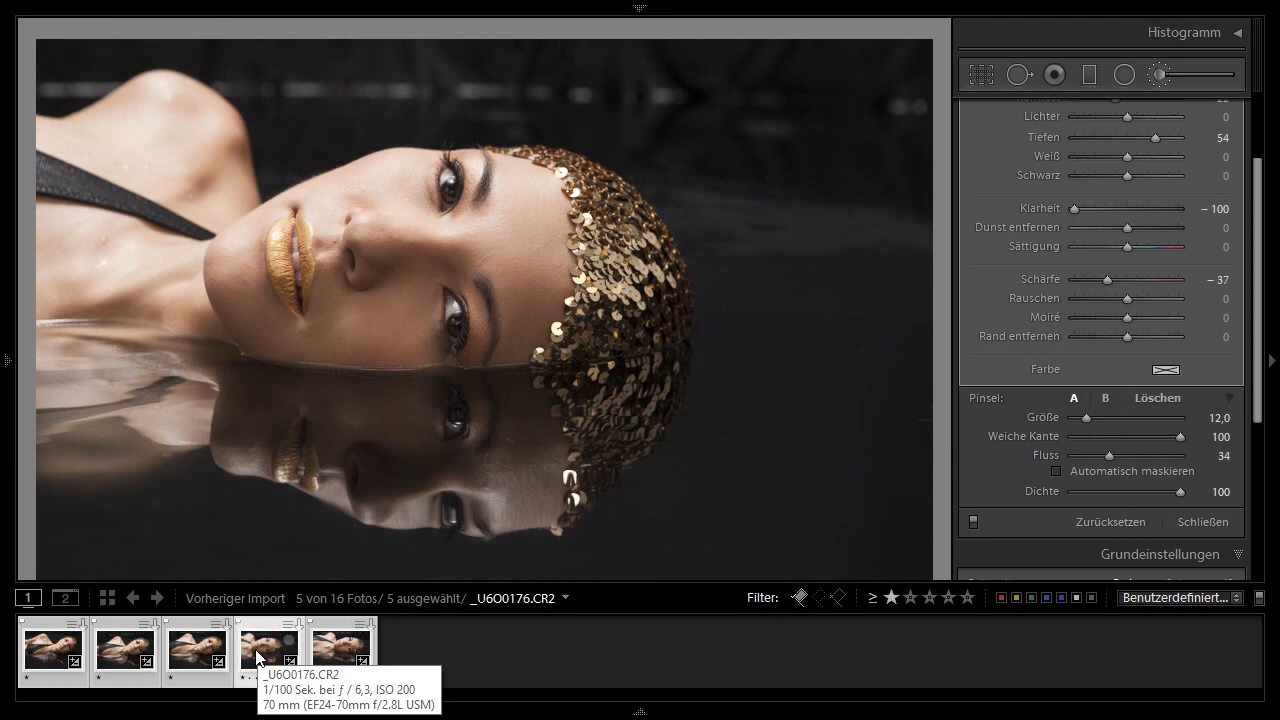 Histogramm
Kontrast 22
Lichter 0
Tiefen 54
Weiß 0
Schwarz 0
Klarheit – 100
Dunst entfernen 0
Sättigung 0
Schärfe – 37
Rauschen 0
Moiré 0
Rand entfernen 0
Farbe
Pinsel: A B Löschen
Größe 12,0
Weiche Kante 100
Fluss 34
Automatisch maskieren
Dichte 100
Zurücksetzen Schließen
Grundeinstellungen
1 2 Vorheriger Import 5 von 16 Fotos/ 5 ausgewählt/ _U6O0176.CR2 Filter: ≥ Benutzerdefiniert...
_U6O0176.CR2
1/100 Sek. bei ƒ / 6,3, ISO 200
70 mm (EF24-70mm f/2.8L USM)